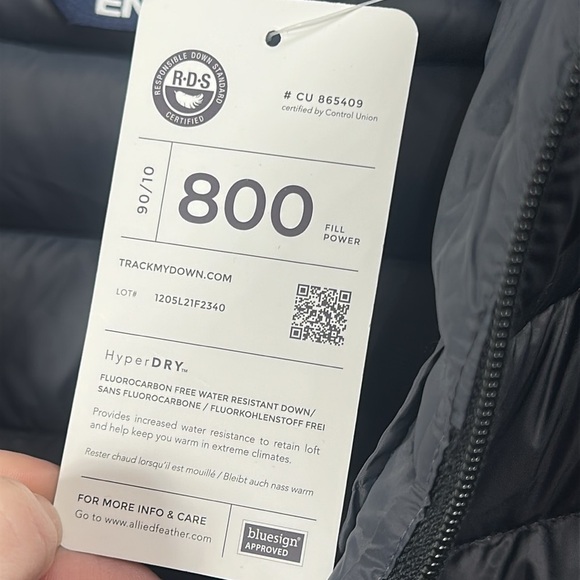 EN
RESPONSIBLE DOWN STANDARD
R·D·S
CERTIFIED
# CU 865409
certified by Control Union
90/10
800
FILL
POWER
TRACKMYDOWN.COM
LOT# 1205L21F2340
HyperDRY™
FLUOROCARBON FREE WATER RESISTANT DOWN/
SANS FLUOROCARBONE / FLUORKOHLENSTOFF FREI
Provides increased water resistance to retain loft
and help keep you warm in extreme climates.
Rester chaud lorsqu'il est mouillé / Bleibt auch nass warm
FOR MORE INFO & CARE
Go to www.alliedfeather.com
bluesign®
APPROVED